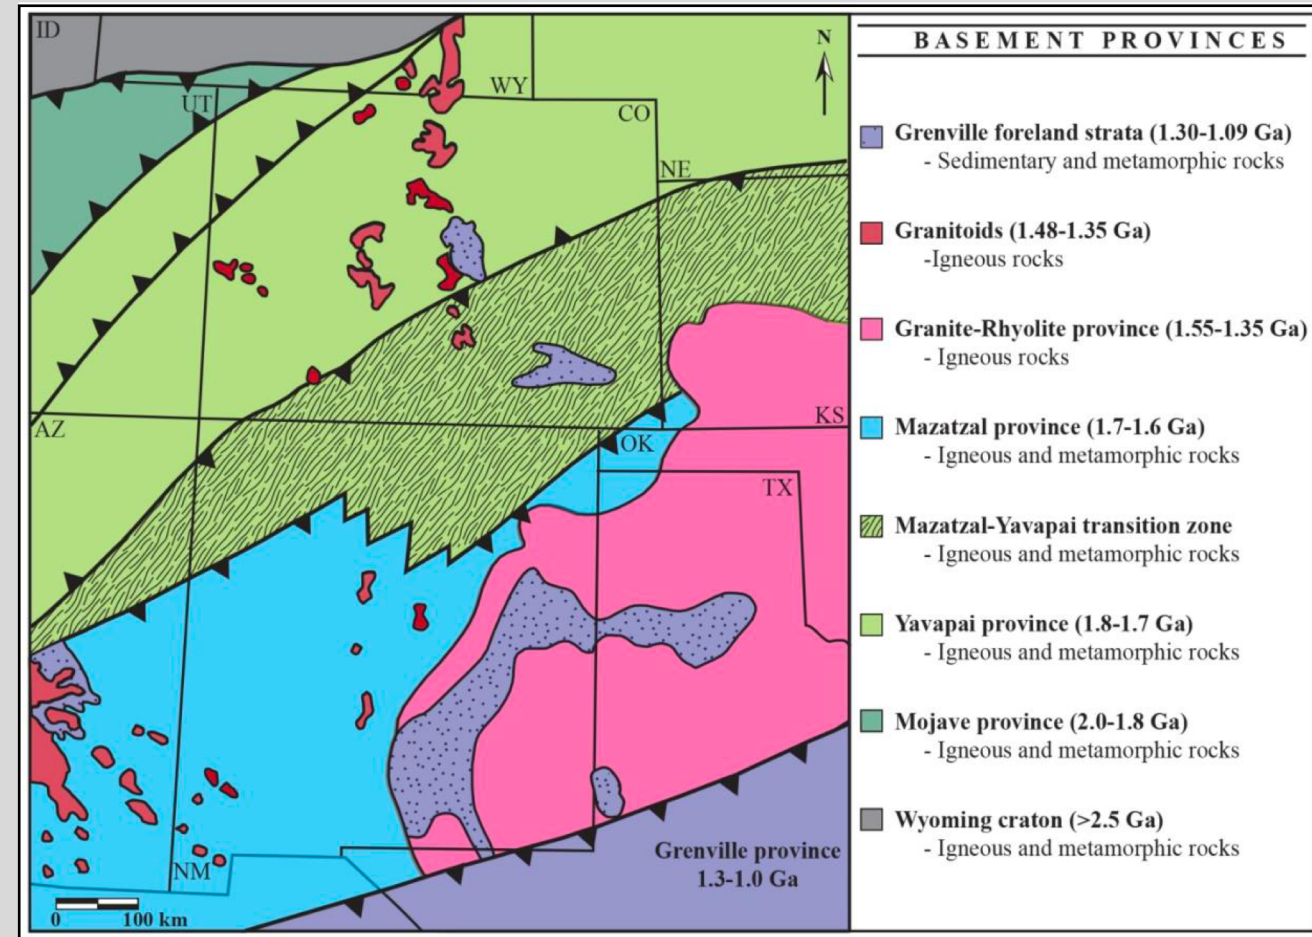 ID
N
WY
UT
CO
NE
AZ
KS
OK
TX
NM
Grenville province
1.3-1.0 Ga
0 100 km
BASEMENT PROVINCES
Grenville foreland strata (1.30-1.09 Ga)
- Sedimentary and metamorphic rocks
Granitoids (1.48-1.35 Ga)
-Igneous rocks
Granite-Rhyolite province (1.55-1.35 Ga)
- Igneous rocks
Mazatzal province (1.7-1.6 Ga)
- Igneous and metamorphic rocks
Mazatzal-Yavapai transition zone
- Igneous and metamorphic rocks
Yavapai province (1.8-1.7 Ga)
- Igneous and metamorphic rocks
Mojave province (2.0-1.8 Ga)
- Igneous and metamorphic rocks
Wyoming craton (>2.5 Ga)
- Igneous and metamorphic rocks